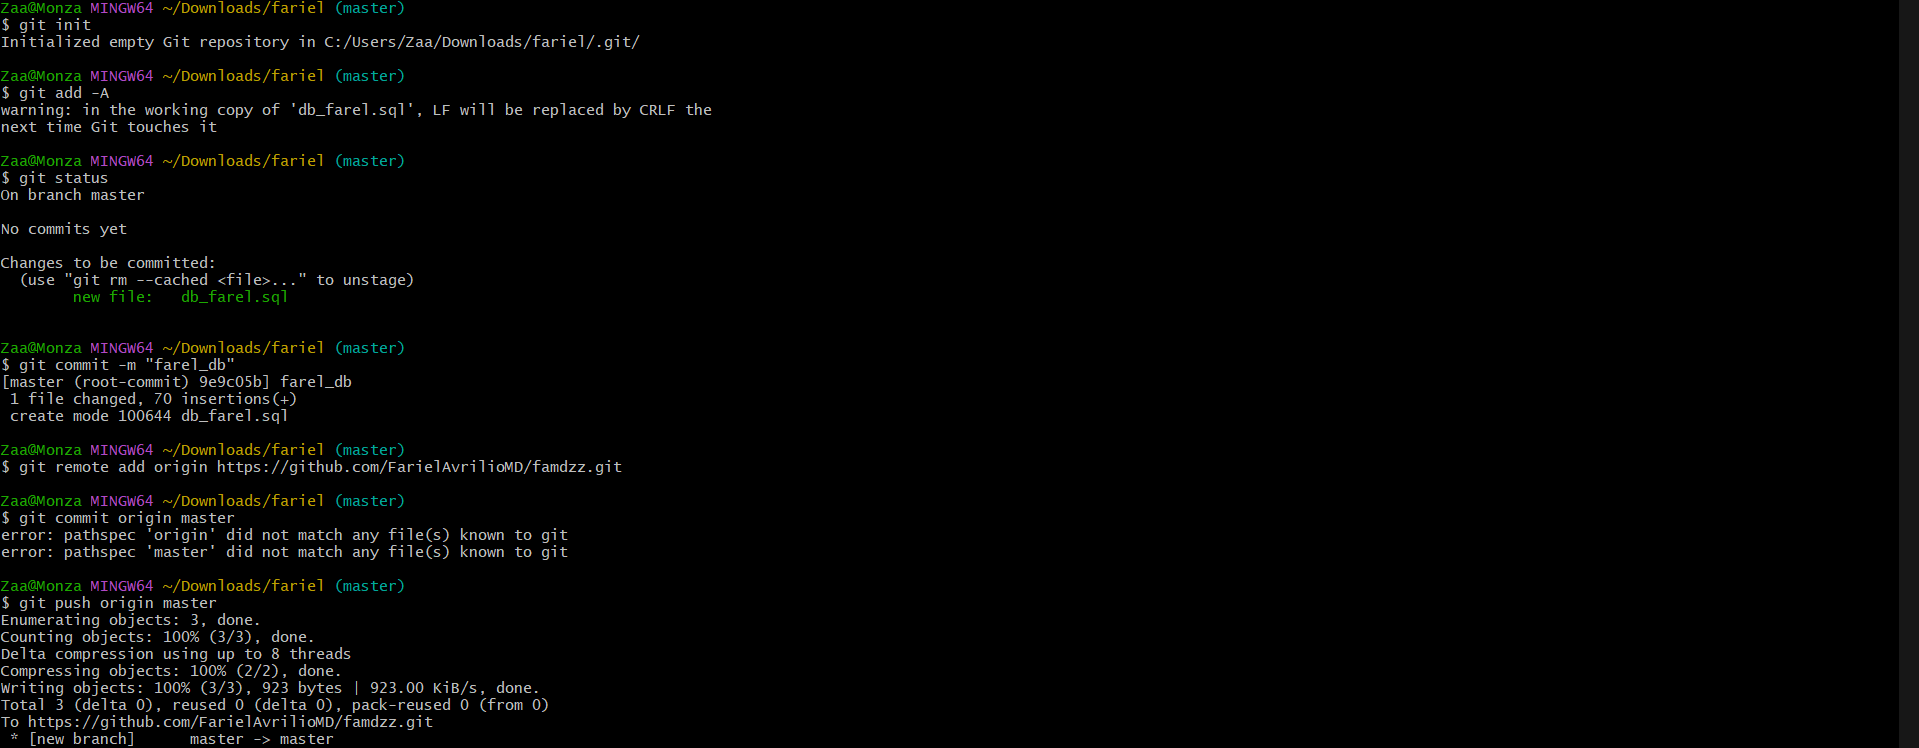 Zaa@Monza MINGW64 ~/Downloads/fariel (master)
$ git init
Initialized empty Git repository in C:/Users/Zaa/Downloads/fariel/.git/
Zaa@Monza MINGW64 ~/Downloads/fariel (master)
$ git add -A
warning: in the working copy of 'db_farel.sql', LF will be replaced by CRLF the
next time Git touches it
Zaa@Monza MINGW64 ~/Downloads/fariel (master)
$ git status
On branch master
No commits yet
Changes to be committed:
  (use "git rm --cached <file>..." to unstage)
        new file:   db_farel.sql
Zaa@Monza MINGW64 ~/Downloads/fariel (master)
$ git commit -m "farel_db"
[master (root-commit) 9e9c05b] farel_db
 1 file changed, 70 insertions(+)
 create mode 100644 db_farel.sql
Zaa@Monza MINGW64 ~/Downloads/fariel (master)
$ git remote add origin https://github.com/FarielAvrilioMD/famdzz.git
Zaa@Monza MINGW64 ~/Downloads/fariel (master)
$ git commit origin master
error: pathspec 'origin' did not match any file(s) known to git
error: pathspec 'master' did not match any file(s) known to git
Zaa@Monza MINGW64 ~/Downloads/fariel (master)
$ git push origin master
Enumerating objects: 3, done.
Counting objects: 100% (3/3), done.
Delta compression using up to 8 threads
Compressing objects: 100% (2/2), done.
Writing objects: 100% (3/3), 923 bytes | 923.00 KiB/s, done.
Total 3 (delta 0), reused 0 (delta 0), pack-reused 0 (from 0)
To https://github.com/FarielAvrilioMD/famdzz.git
 * [new branch]      master -> master